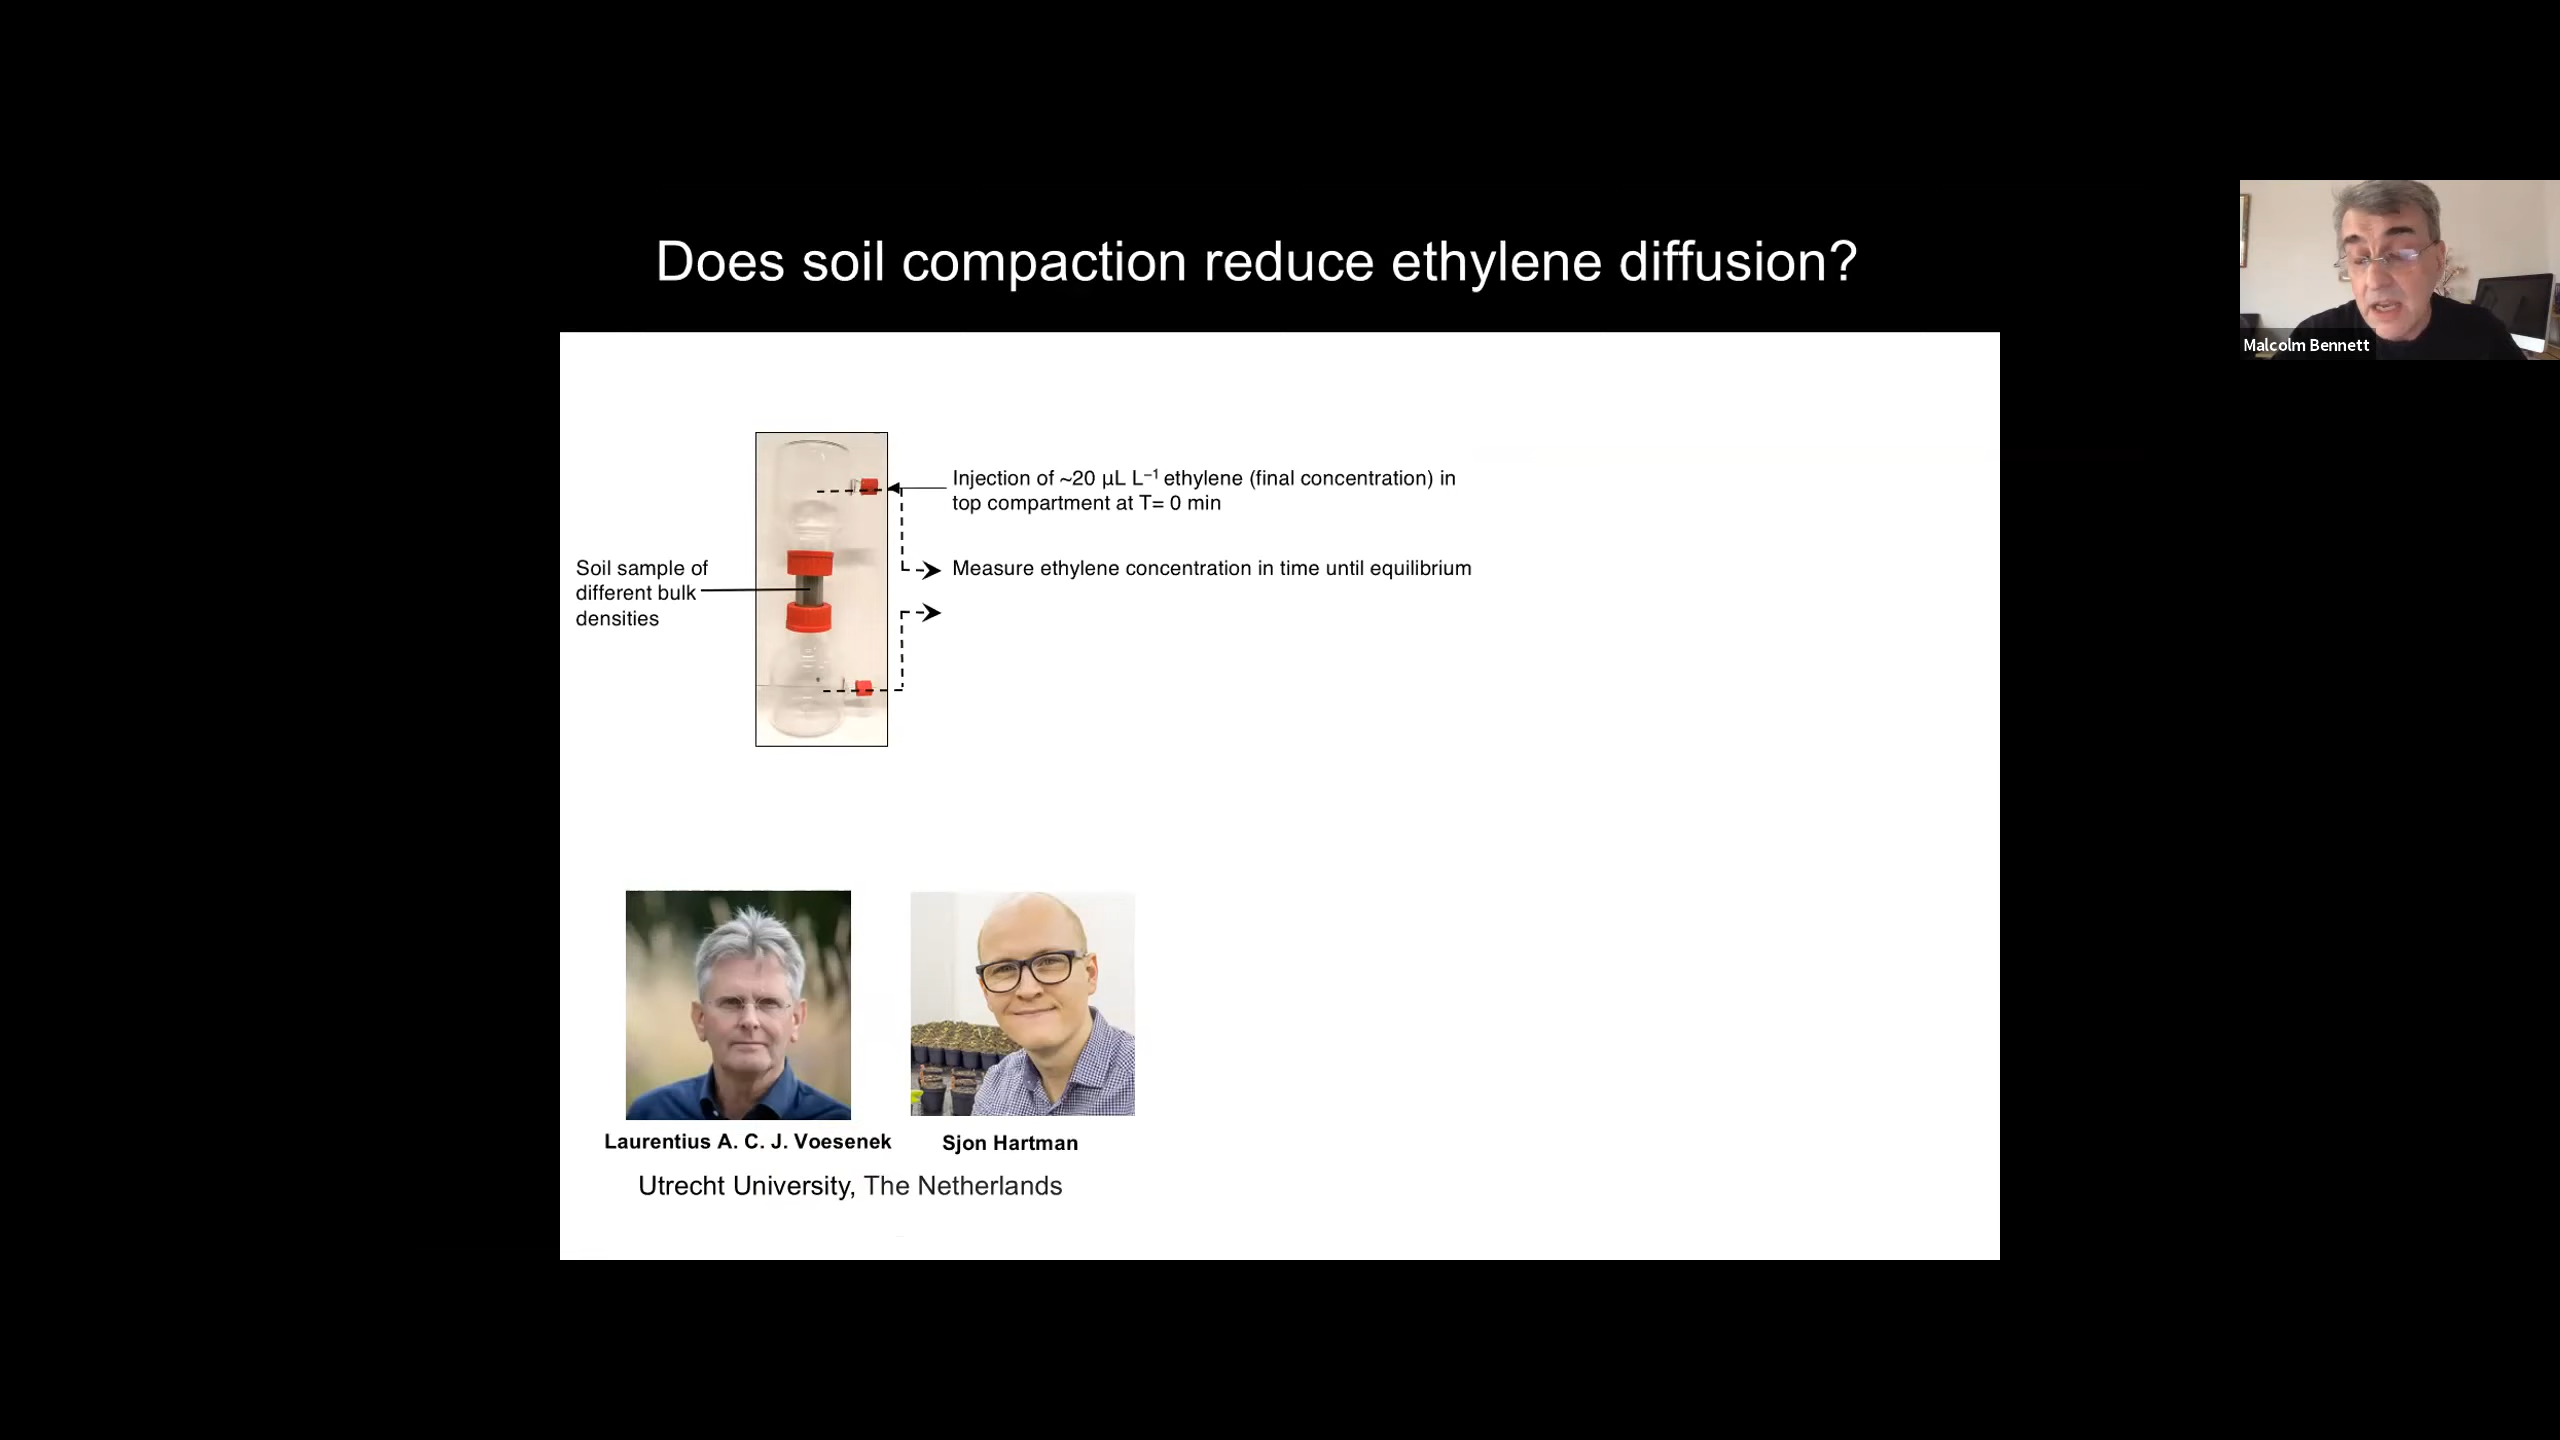 Does soil compaction reduce ethylene diffusion?
Malcolm Bennett
Injection of ~20 μL L⁻¹ ethylene (final concentration) in
top compartment at T= 0 min
Soil sample of
different bulk
densities
Measure ethylene concentration in time until equilibrium
Laurentius A. C. J. Voesenek
Sjon Hartman
Utrecht University, The Netherlands